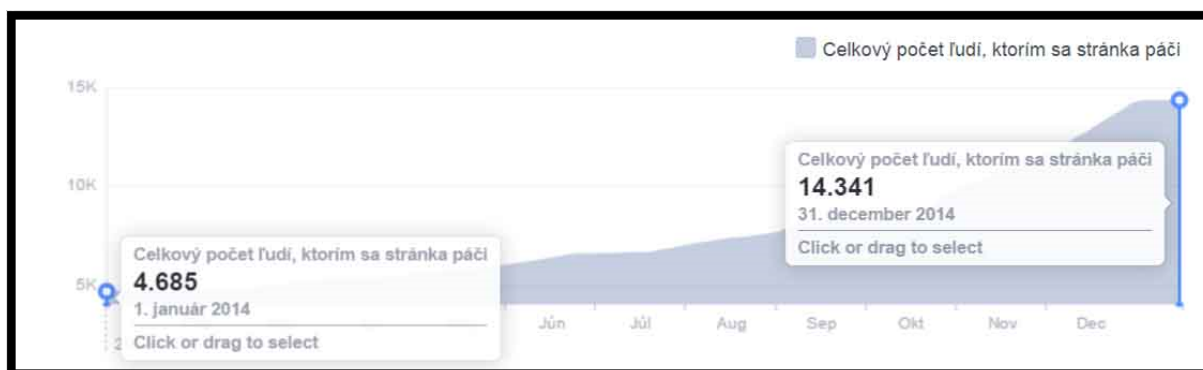 Celkový počet ľudí, ktorím sa stránka páči
15K
10K
5K
Celkový počet ľudí, ktorím sa stránka páči
14.341
31. december 2014
Click or drag to select
Celkový počet ľudí, ktorím sa stránka páči
4.685
1. január 2014
Click or drag to select
Jún Júl Aug Sep Okt Nov Dec